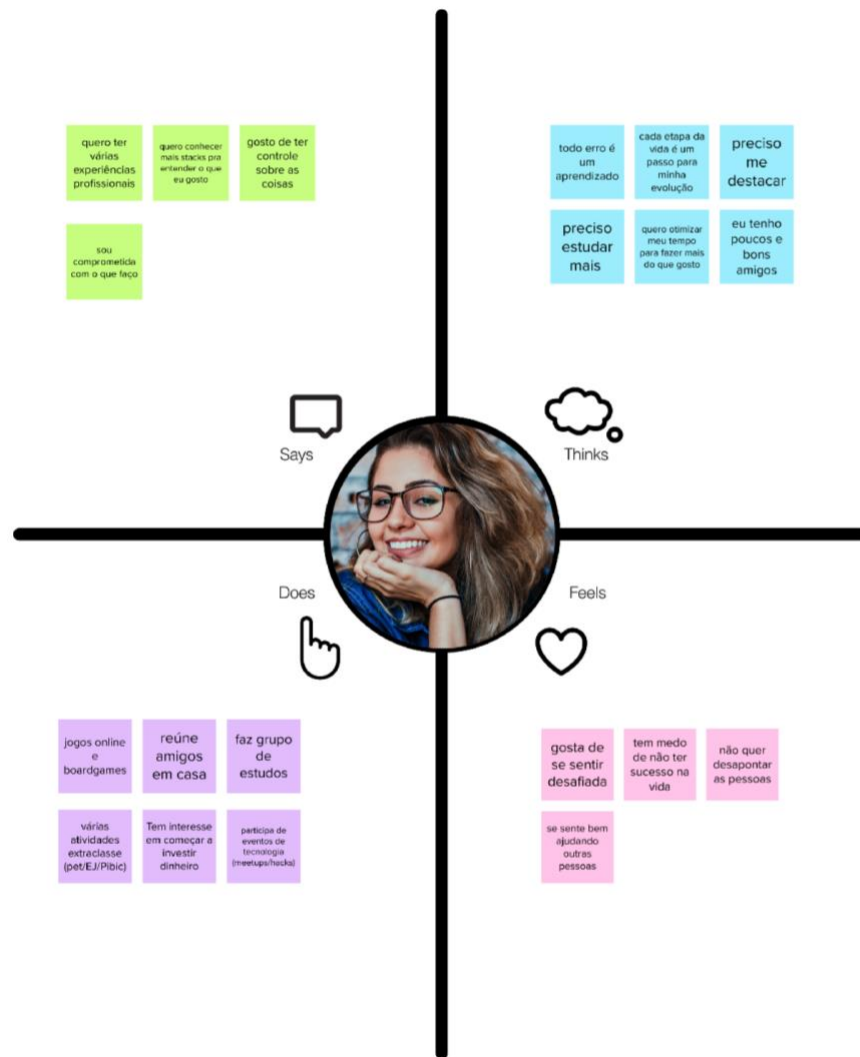 quero ter
várias
experiências
profissionais
quero conhecer
mais stacks pra
entender o que
eu gosto
gosto de ter
controle
sobre as
coisas
sou
comprometida
com o que faço
todo erro é
um
aprendizado
cada etapa da
vida é um
passo para
minha
evolução
preciso
me
destacar
preciso
estudar
mais
quero otimizar
meu tempo
para fazer mais
do que gosto
eu tenho
poucos e
bons
amigos
Says
Thinks
Does
Feels
jogos online
e
boardgames
reúne
amigos
em casa
faz grupo
de
estudos
várias
atividades
extraclasse
(pet/EJ/Pibic)
Tem interesse
em começar a
investir
dinheiro
participa de
eventos de
tecnologia
(meetups/hacks)
gosta de
se sentir
desafiada
tem medo
de não ter
sucesso na
vida
não quer
desapontar
as pessoas
se sente bem
ajudando
outras
pessoas